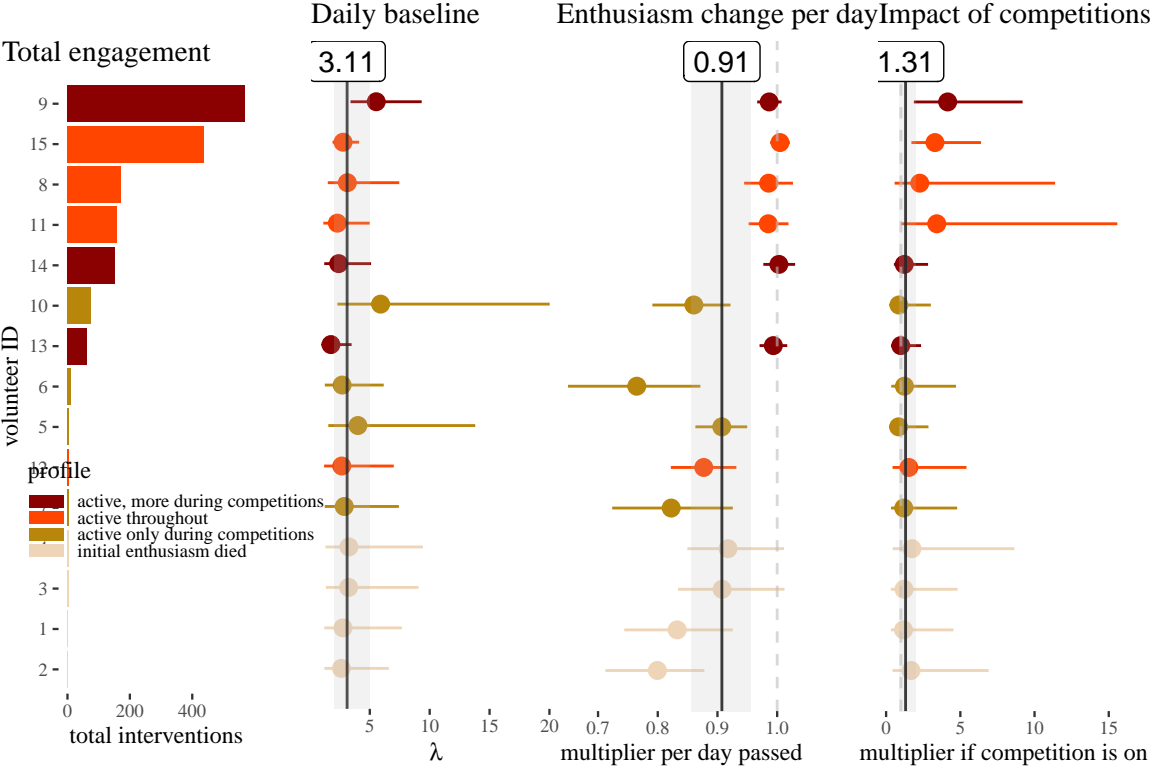 Daily baseline
Enthusiasm change per day
Impact of competitions
Total engagement
3.11
0.91
1.31
volunteer ID
9
15
8
11
14
10
13
6
5
12
profile
active, more during competitions
active throughout
active only during competitions
initial enthusiasm died
3
1
2
0 200 400
total interventions
5 10 15 20
λ
0.7 0.8 0.9 1.0
multiplier per day passed
0 5 10 15
multiplier if competition is on